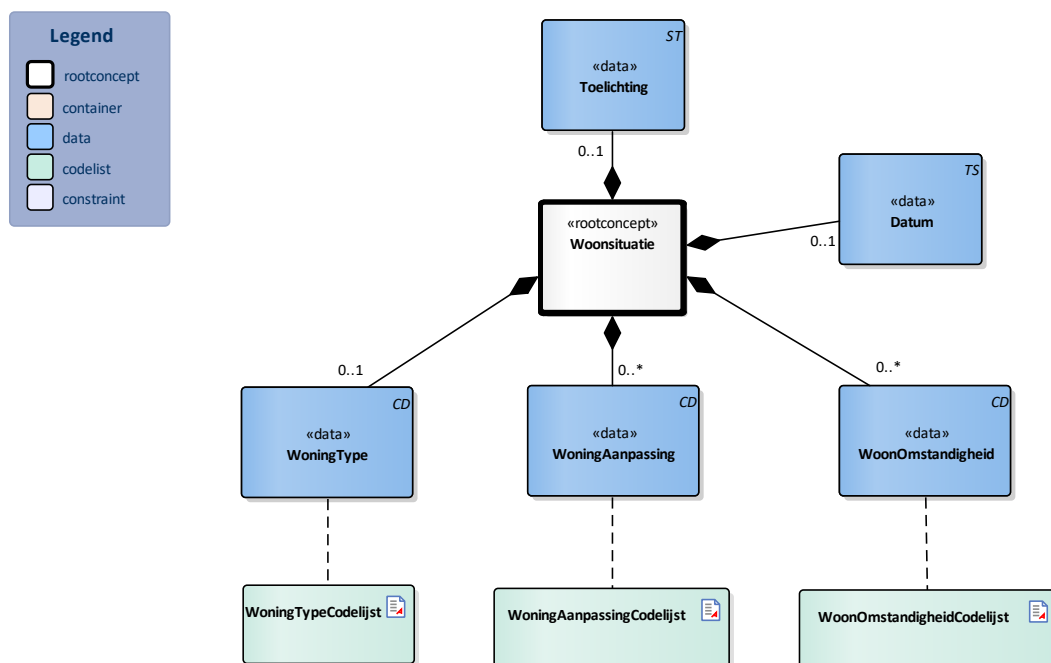 Legend
rootconcept
container
data
codelist
constraint
ST
«data»
Toelichting
0..1
TS
«data»
Datum
0..1
«rootconcept»
Woonsituatie
0..1
0..*
0..*
CD
«data»
WoningType
CD
«data»
WoningAanpassing
CD
«data»
WoonOmstandigheid
WoningTypeCodelijst
WoningAanpassingCodelijst
WoonOmstandigheidCodelijst